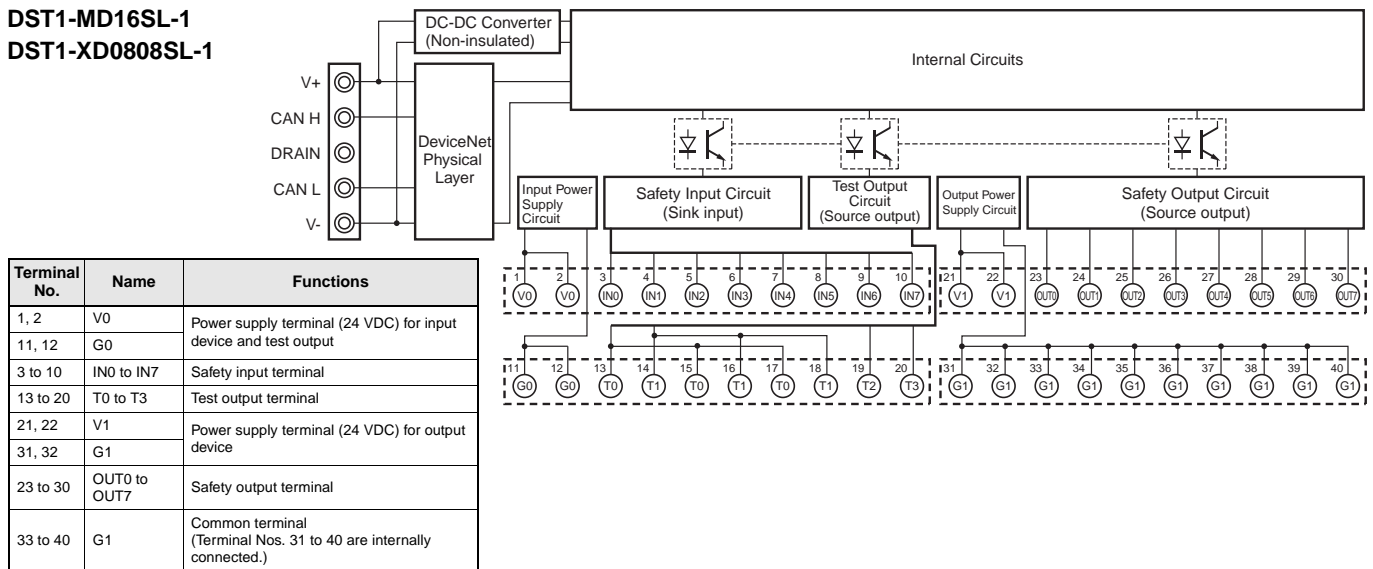 DST1-MD16SL-1
DST1-XD0808SL-1
DC-DC Converter
(Non-insulated)
Internal Circuits
V+
CAN H
DRAIN
CAN L
V-
DeviceNet
Physical
Layer
Input Power
Supply
Circuit
Safety Input Circuit
(Sink input)
Test Output
Circuit
(Source output)
Output Power
Supply Circuit
Safety Output Circuit
(Source output)
1 2 3 4 5 6 7 8 9 10
V0 V0 IN0 IN1 IN2 IN3 IN4 IN5 IN6 IN7
21 22 23 24 25 26 27 28 29 30
V1 V1 OUT0 OUT1 OUT2 OUT3 OUT4 OUT5 OUT6 OUT7
11 12 13 14 15 16 17 18 19 20
G0 G0 T0 T1 T0 T1 T0 T1 T2 T3
31 32 33 34 35 36 37 38 39 40
G1 G1 G1 G1 G1 G1 G1 G1 G1 G1
Terminal
No.
Name
Functions
1, 2 V0
Power supply terminal (24 VDC) for input
device and test output
11, 12 G0
3 to 10 IN0 to IN7 Safety input terminal
13 to 20 T0 to T3 Test output terminal
21, 22 V1
Power supply terminal (24 VDC) for output
device
31, 32 G1
23 to 30
OUT0 to
OUT7
Safety output terminal
33 to 40 G1
Common terminal
(Terminal Nos. 31 to 40 are internally
connected.)